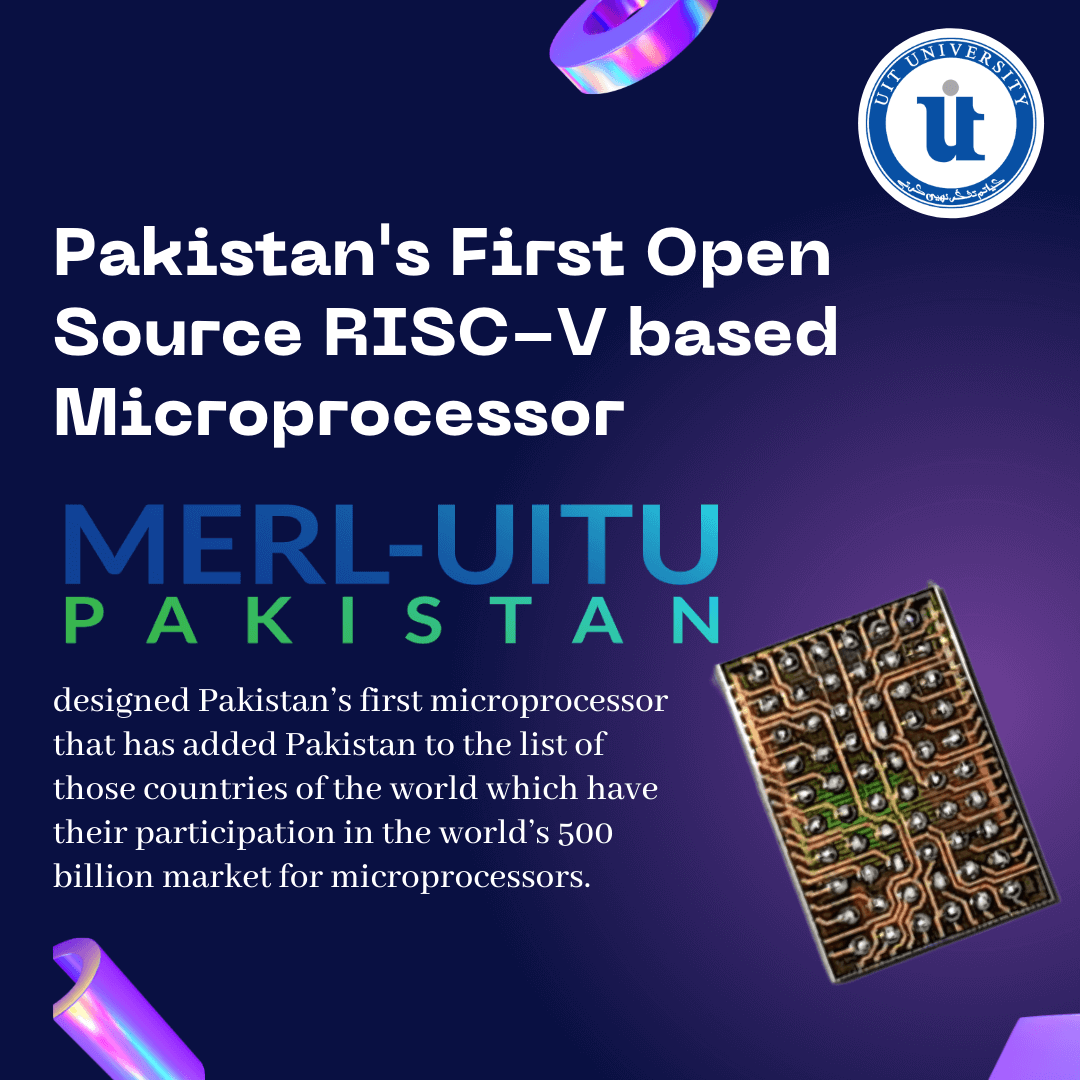 UIT UNIVERSITY
uit
Pakistan's First Open
Source RISC-V based
Microprocessor
MERL-UITU
PAKISTAN
designed Pakistan’s first microprocessor
that has added Pakistan to the list of
those countries of the world which have
their participation in the world’s 500
billion market for microprocessors.